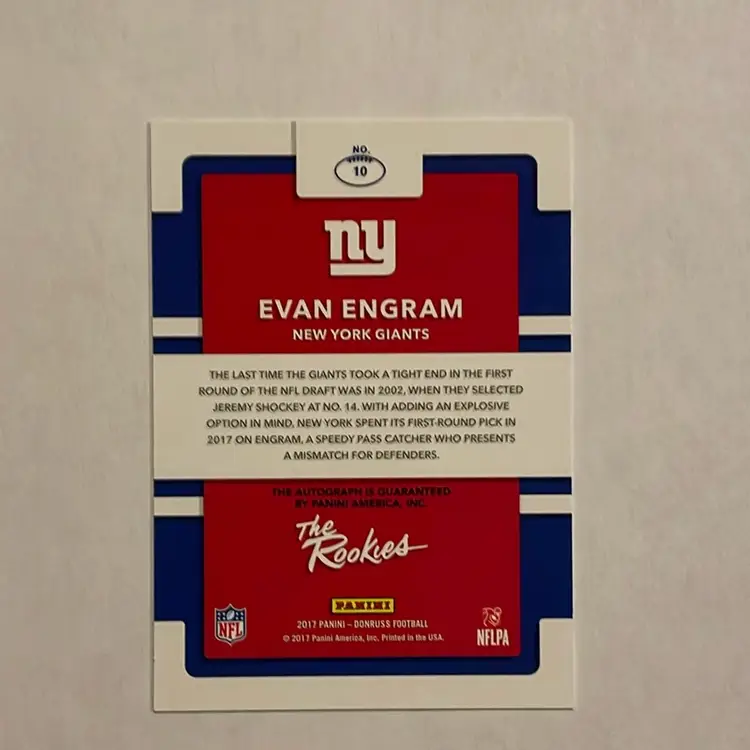 NO.
10
ny
EVAN ENGRAM
NEW YORK GIANTS
THE LAST TIME THE GIANTS TOOK A TIGHT END IN THE FIRST
ROUND OF THE NFL DRAFT WAS IN 2002, WHEN THEY SELECTED
JEREMY SHOCKEY AT NO. 14. WITH ADDING AN EXPLOSIVE
OPTION IN MIND, NEW YORK SPENT ITS FIRST-ROUND PICK IN
2017 ON ENGRAM, A SPEEDY PASS CATCHER WHO PRESENTS
A MISMATCH FOR DEFENDERS.
THE AUTOGRAPH IS GUARANTEED
BY PANINI AMERICA, INC.
The
Rookies
PANINI
NFL
2017 PANINI – DONRUSS FOOTBALL
© 2017 Panini America, Inc. Printed in the USA.
NFLPA